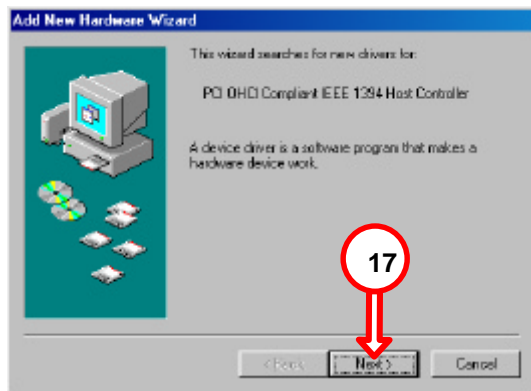 Add New Hardware Wizard
This wizard searches for new drivers for:
PCI OHCI Compliant IEEE 1394 Host Controller
A device driver is a software program that makes a
hardware device work.
17
< Back Next > Cancel